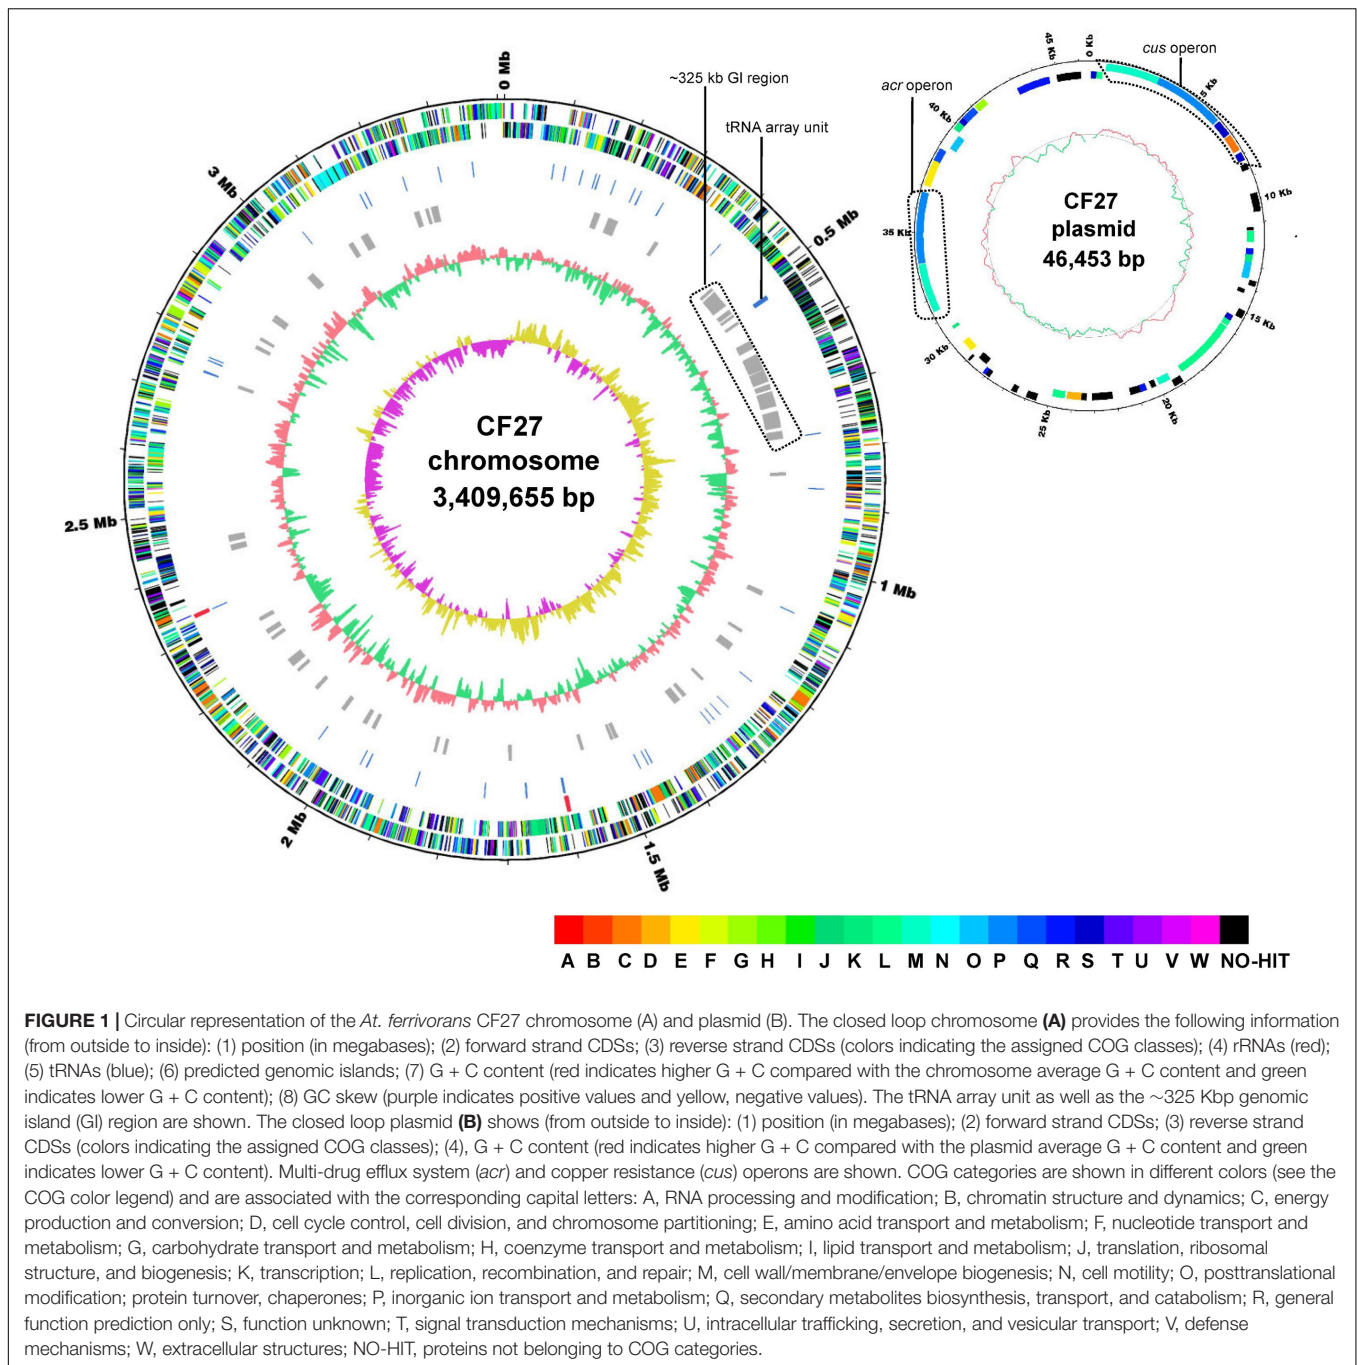 0 Mb
~325 kb GI region
tRNA array unit
0.5 Mb
1 Mb
1.5 Mb
2 Mb
2.5 Mb
3 Mb
CF27
chromosome
3,409,655 bp
0 Kb
cus operon
5 Kb
10 Kb
15 Kb
20 Kb
25 Kb
30 Kb
35 Kb
40 Kb
45 Kb
acr operon
CF27
plasmid
46,453 bp
A B C D E F G H I J K L M N O P Q R S T U V W NO-HIT
FIGURE 1 | Circular representation of the At. ferrivorans CF27 chromosome (A) and plasmid (B). The closed loop chromosome (A) provides the following information
(from outside to inside): (1) position (in megabases); (2) forward strand CDSs; (3) reverse strand CDSs (colors indicating the assigned COG classes); (4) rRNAs (red);
(5) tRNAs (blue); (6) predicted genomic islands; (7) G + C content (red indicates higher G + C compared with the chromosome average G + C content and green
indicates lower G + C content); (8) GC skew (purple indicates positive values and yellow, negative values). The tRNA array unit as well as the ∼325 Kbp genomic
island (GI) region are shown. The closed loop plasmid (B) shows (from outside to inside): (1) position (in megabases); (2) forward strand CDSs; (3) reverse strand
CDSs (colors indicating the assigned COG classes); (4), G + C content (red indicates higher G + C compared with the plasmid average G + C content and green
indicates lower G + C content). Multi-drug efflux system (acr) and copper resistance (cus) operons are shown. COG categories are shown in different colors (see the
COG color legend) and are associated with the corresponding capital letters: A, RNA processing and modification; B, chromatin structure and dynamics; C, energy
production and conversion; D, cell cycle control, cell division, and chromosome partitioning; E, amino acid transport and metabolism; F, nucleotide transport and
metabolism; G, carbohydrate transport and metabolism; H, coenzyme transport and metabolism; I, lipid transport and metabolism; J, translation, ribosomal
structure, and biogenesis; K, transcription; L, replication, recombination, and repair; M, cell wall/membrane/envelope biogenesis; N, cell motility; O, posttranslational
modification; protein turnover, chaperones; P, inorganic ion transport and metabolism; Q, secondary metabolites biosynthesis, transport, and catabolism; R, general
function prediction only; S, function unknown; T, signal transduction mechanisms; U, intracellular trafficking, secretion, and vesicular transport; V, defense
mechanisms; W, extracellular structures; NO-HIT, proteins not belonging to COG categories.